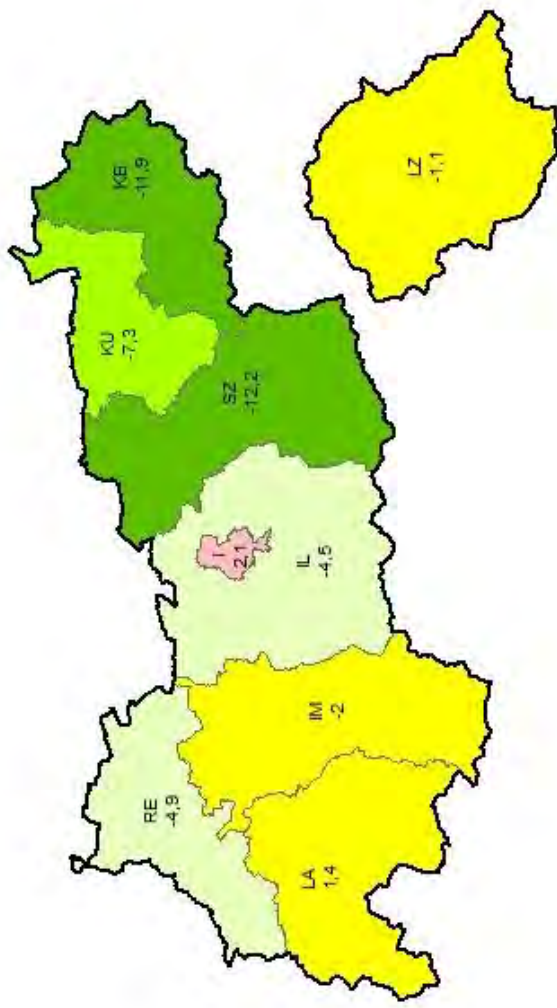 RE
-4,9
LA
1,4
IM
-2
I
2,1
IL
-4,5
SZ
-12,2
KU
-7,3
KB
-11,9
LZ
-1,1